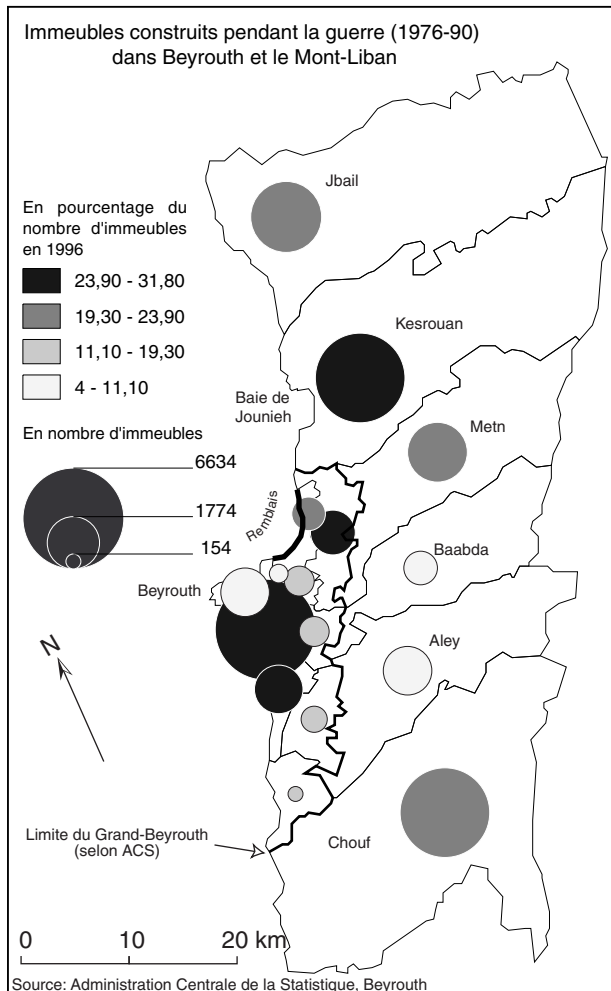 Immeubles construits pendant la guerre (1976-90)
dans Beyrouth et le Mont-Liban
Jbail
En pourcentage du
nombre d'immeubles
en 1996
23,90 - 31,80
19,30 - 23,90
11,10 - 19,30
4 - 11,10
Kesrouan
Baie de
Jounieh
Metn
En nombre d'immeubles
6634
1774
154
Remblais
Baabda
Beyrouth
Aley
N
Limite du Grand-Beyrouth
(selon ACS)
Chouf
0 10 20 km
Source: Administration Centrale de la Statistique, Beyrouth